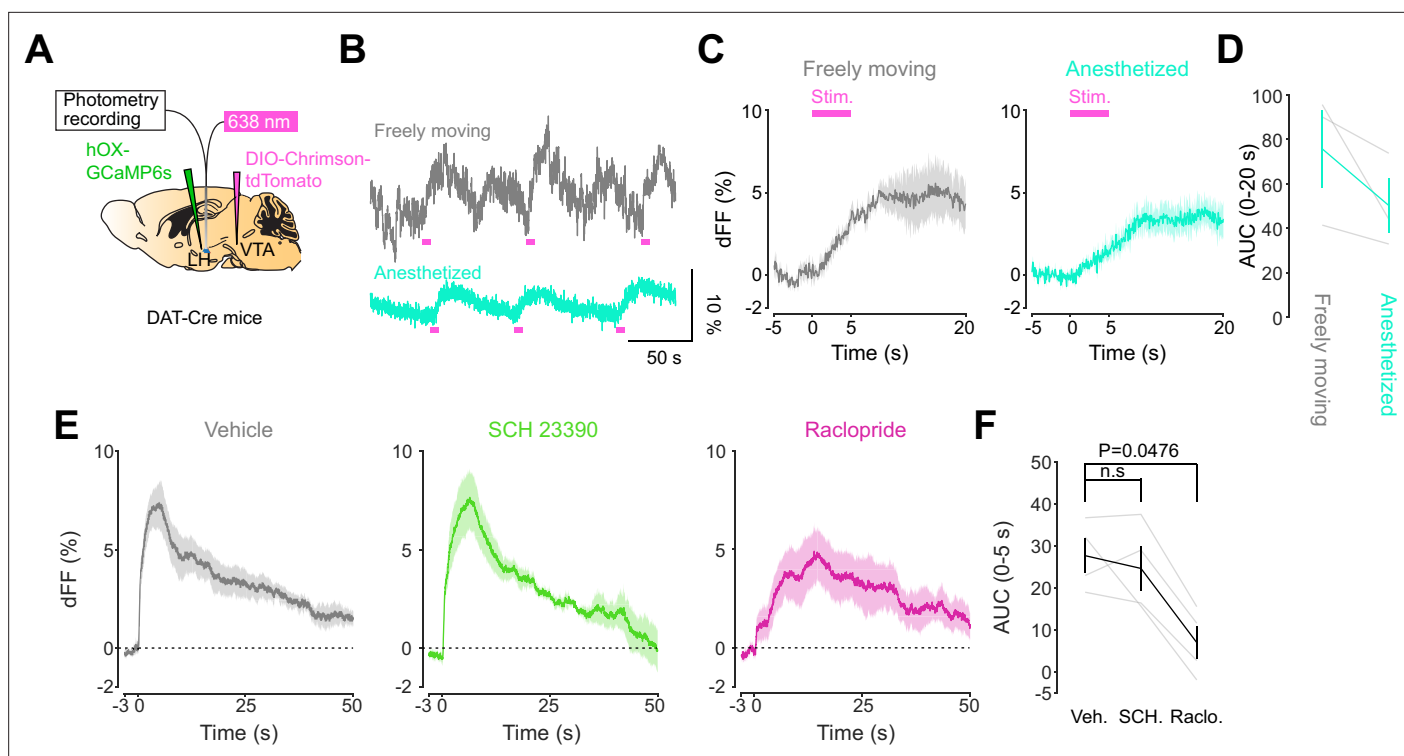 A
Photometry
recording
638 nm
hOX-
GCaMP6s
DIO-Chrimson-
tdTomato
LH
VTA
DAT-Cre mice
B
Freely moving
Anesthetized
10 %
50 s
C
Freely moving
Stim.
dFF (%)
10
5
0
-2
-5 0 5 20
Time (s)
Anesthetized
Stim.
10
5
0
-2
-5 0 5 20
Time (s)
D
AUC (0-20 s)
100
80
60
40
20
0
Freely moving
Anesthetized
E
Vehicle
dFF (%)
10
5
0
-2
-3 0 25 50
Time (s)
SCH 23390
10
5
0
-2
-3 0 25 50
Time (s)
Raclopride
10
5
0
-2
-3 0 25 50
Time (s)
F
P=0.0476
n.s
AUC (0-5 s)
50
40
30
20
10
0
-5
Veh. SCH. Raclo.